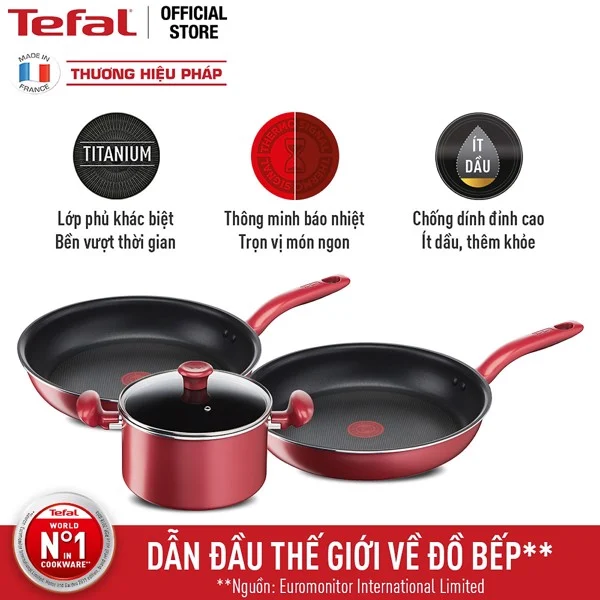 Tefal OFFICIAL STORE
MADE IN FRANCE
THƯƠNG HIỆU PHÁP
TITANIUM
THERMO SIGNAL
ÍT DẦU
Lớp phủ khác biệt
Bền vượt thời gian
Thông minh báo nhiệt
Trọn vị món ngon
Chống dính đỉnh cao
Ít dầu, thêm khỏe
Tefal
WORLD
N°1
IN
COOKWARE*
DẪN ĐẦU THẾ GIỚI VỀ ĐỒ BẾP**
**Nguồn: Euromonitor International Limited